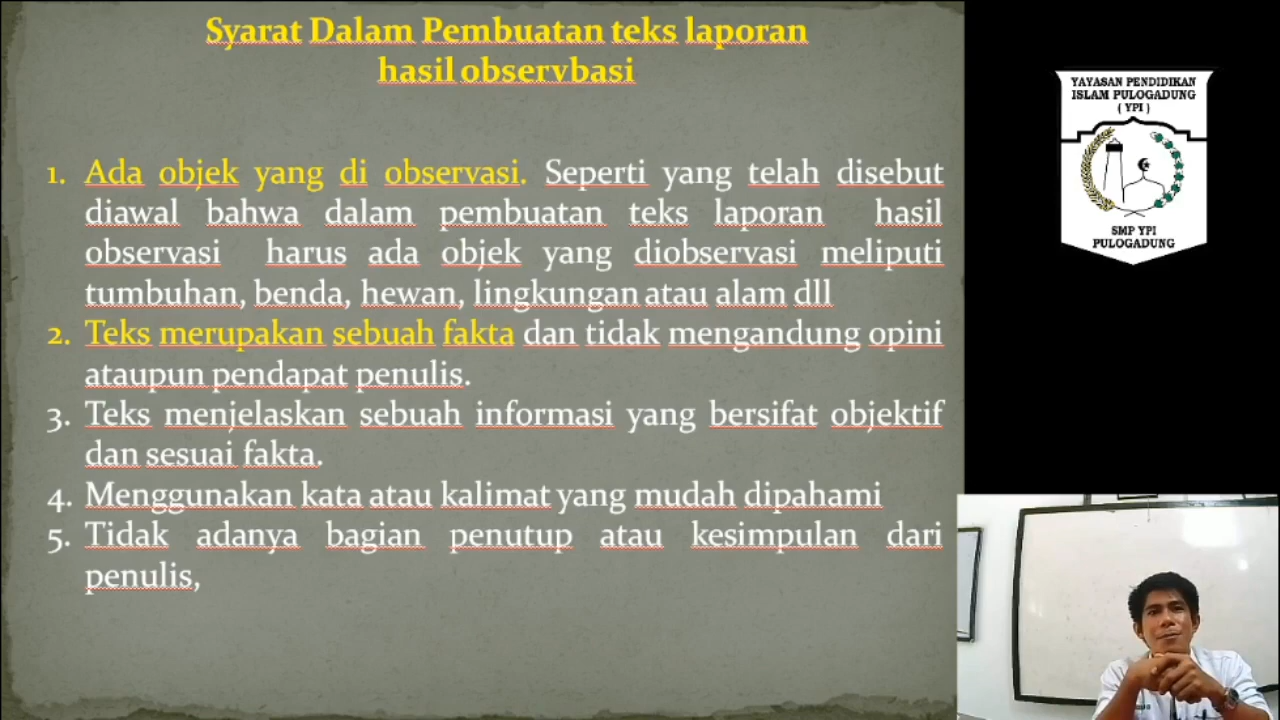 Syarat Dalam Pembuatan teks laporan
hasil observbasi
1. Ada objek yang di observasi. Seperti yang telah disebut
diawal bahwa dalam pembuatan teks laporan hasil
observasi harus ada objek yang diobservasi meliputi
tumbuhan, benda, hewan, lingkungan atau alam dll
2. Teks merupakan sebuah fakta dan tidak mengandung opini
ataupun pendapat penulis.
3. Teks menjelaskan sebuah informasi yang bersifat objektif
dan sesuai fakta.
4. Menggunakan kata atau kalimat yang mudah dipahami
5. Tidak adanya bagian penutup atau kesimpulan dari
penulis,
YAYASAN PENDIDIKAN
ISLAM PULOGADUNG
( YPI )
SMP YPI
PULOGADUNG